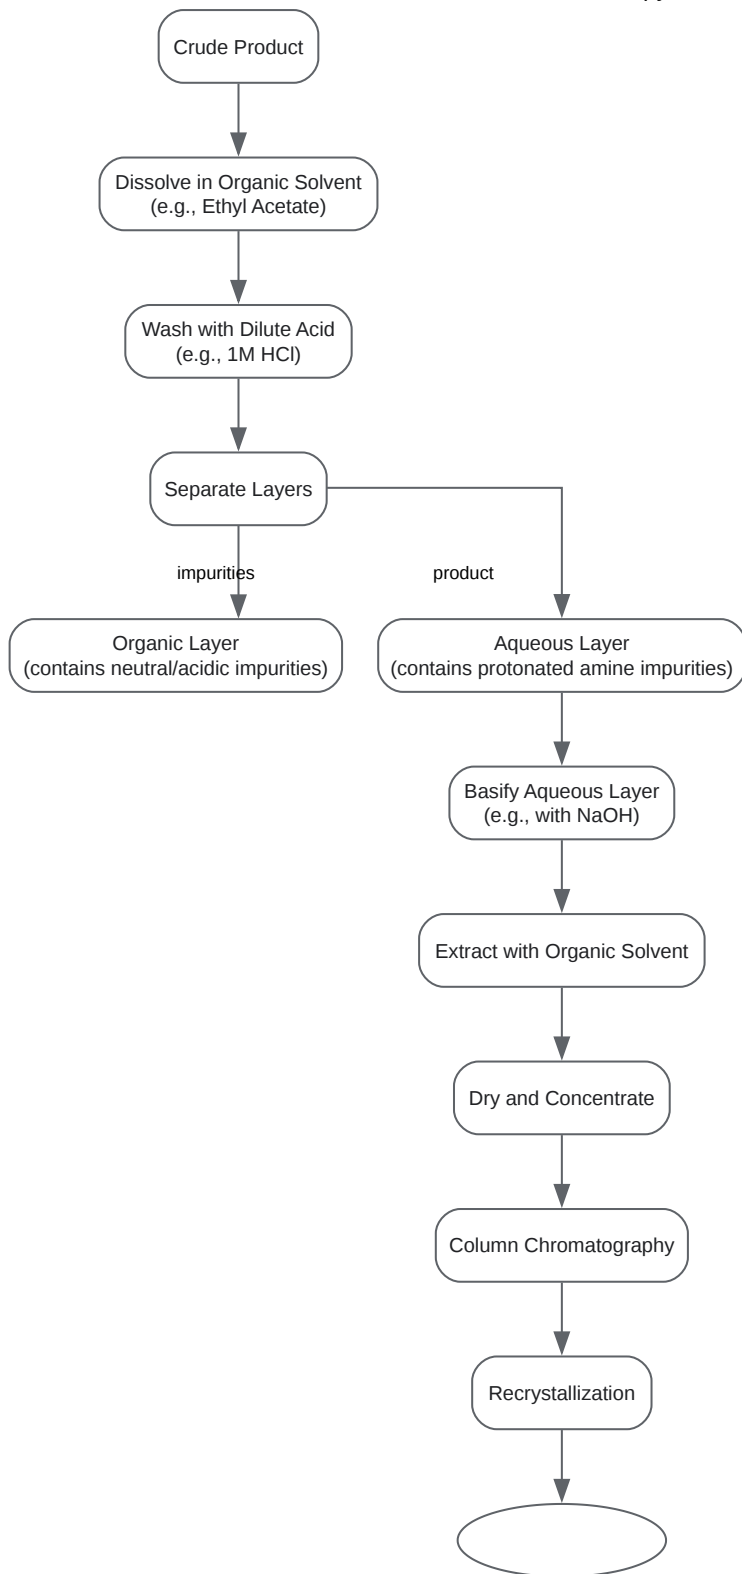 Crude Product
Dissolve in Organic Solvent
(e.g., Ethyl Acetate)
Wash with Dilute Acid
(e.g., 1M HCl)
Separate Layers
impurities
product
Organic Layer
(contains neutral/acidic impurities)
Aqueous Layer
(contains protonated amine impurities)
Basify Aqueous Layer
(e.g., with NaOH)
Extract with Organic Solvent
Dry and Concentrate
Column Chromatography
Recrystallization